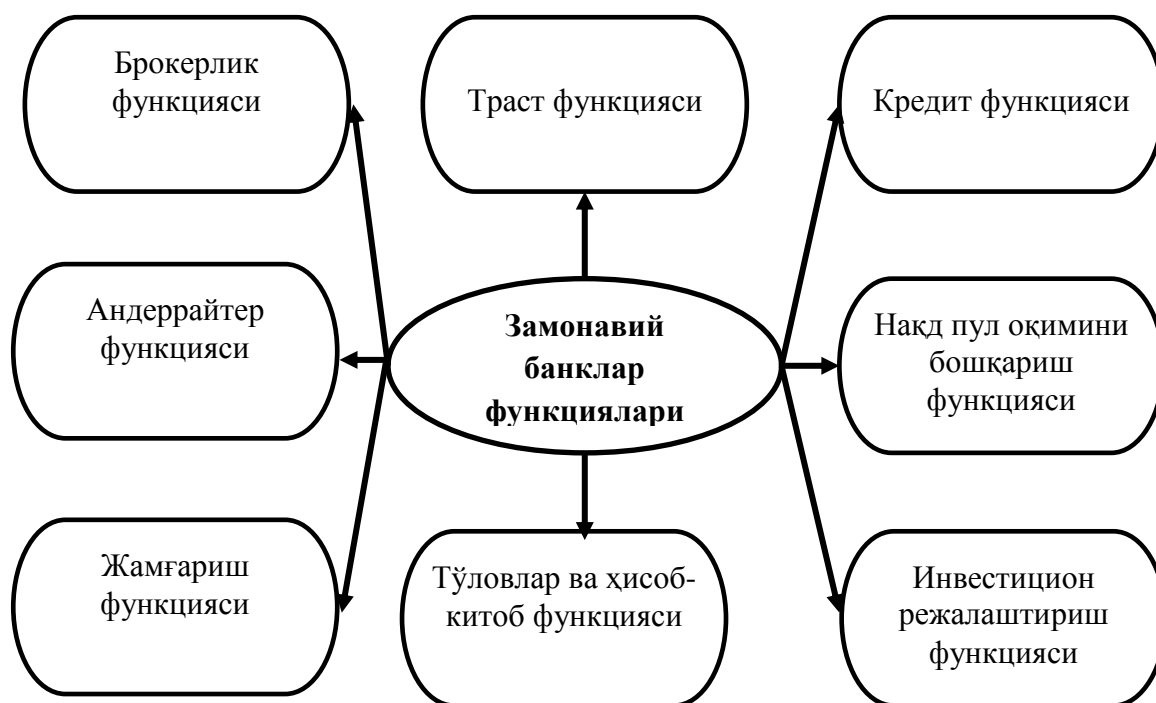 Брокерлик
функцияси
Траст функцияси
Кредит функцияси
Андеррайтер
функцияси
Замонавий
банклар
функциялари
Нақд пул оқимини
бошқариш
функцияси
Жамғариш
функцияси
Тўловлар ва ҳисоб-
китоб функцияси
Инвестицион
режалаштириш
функцияси